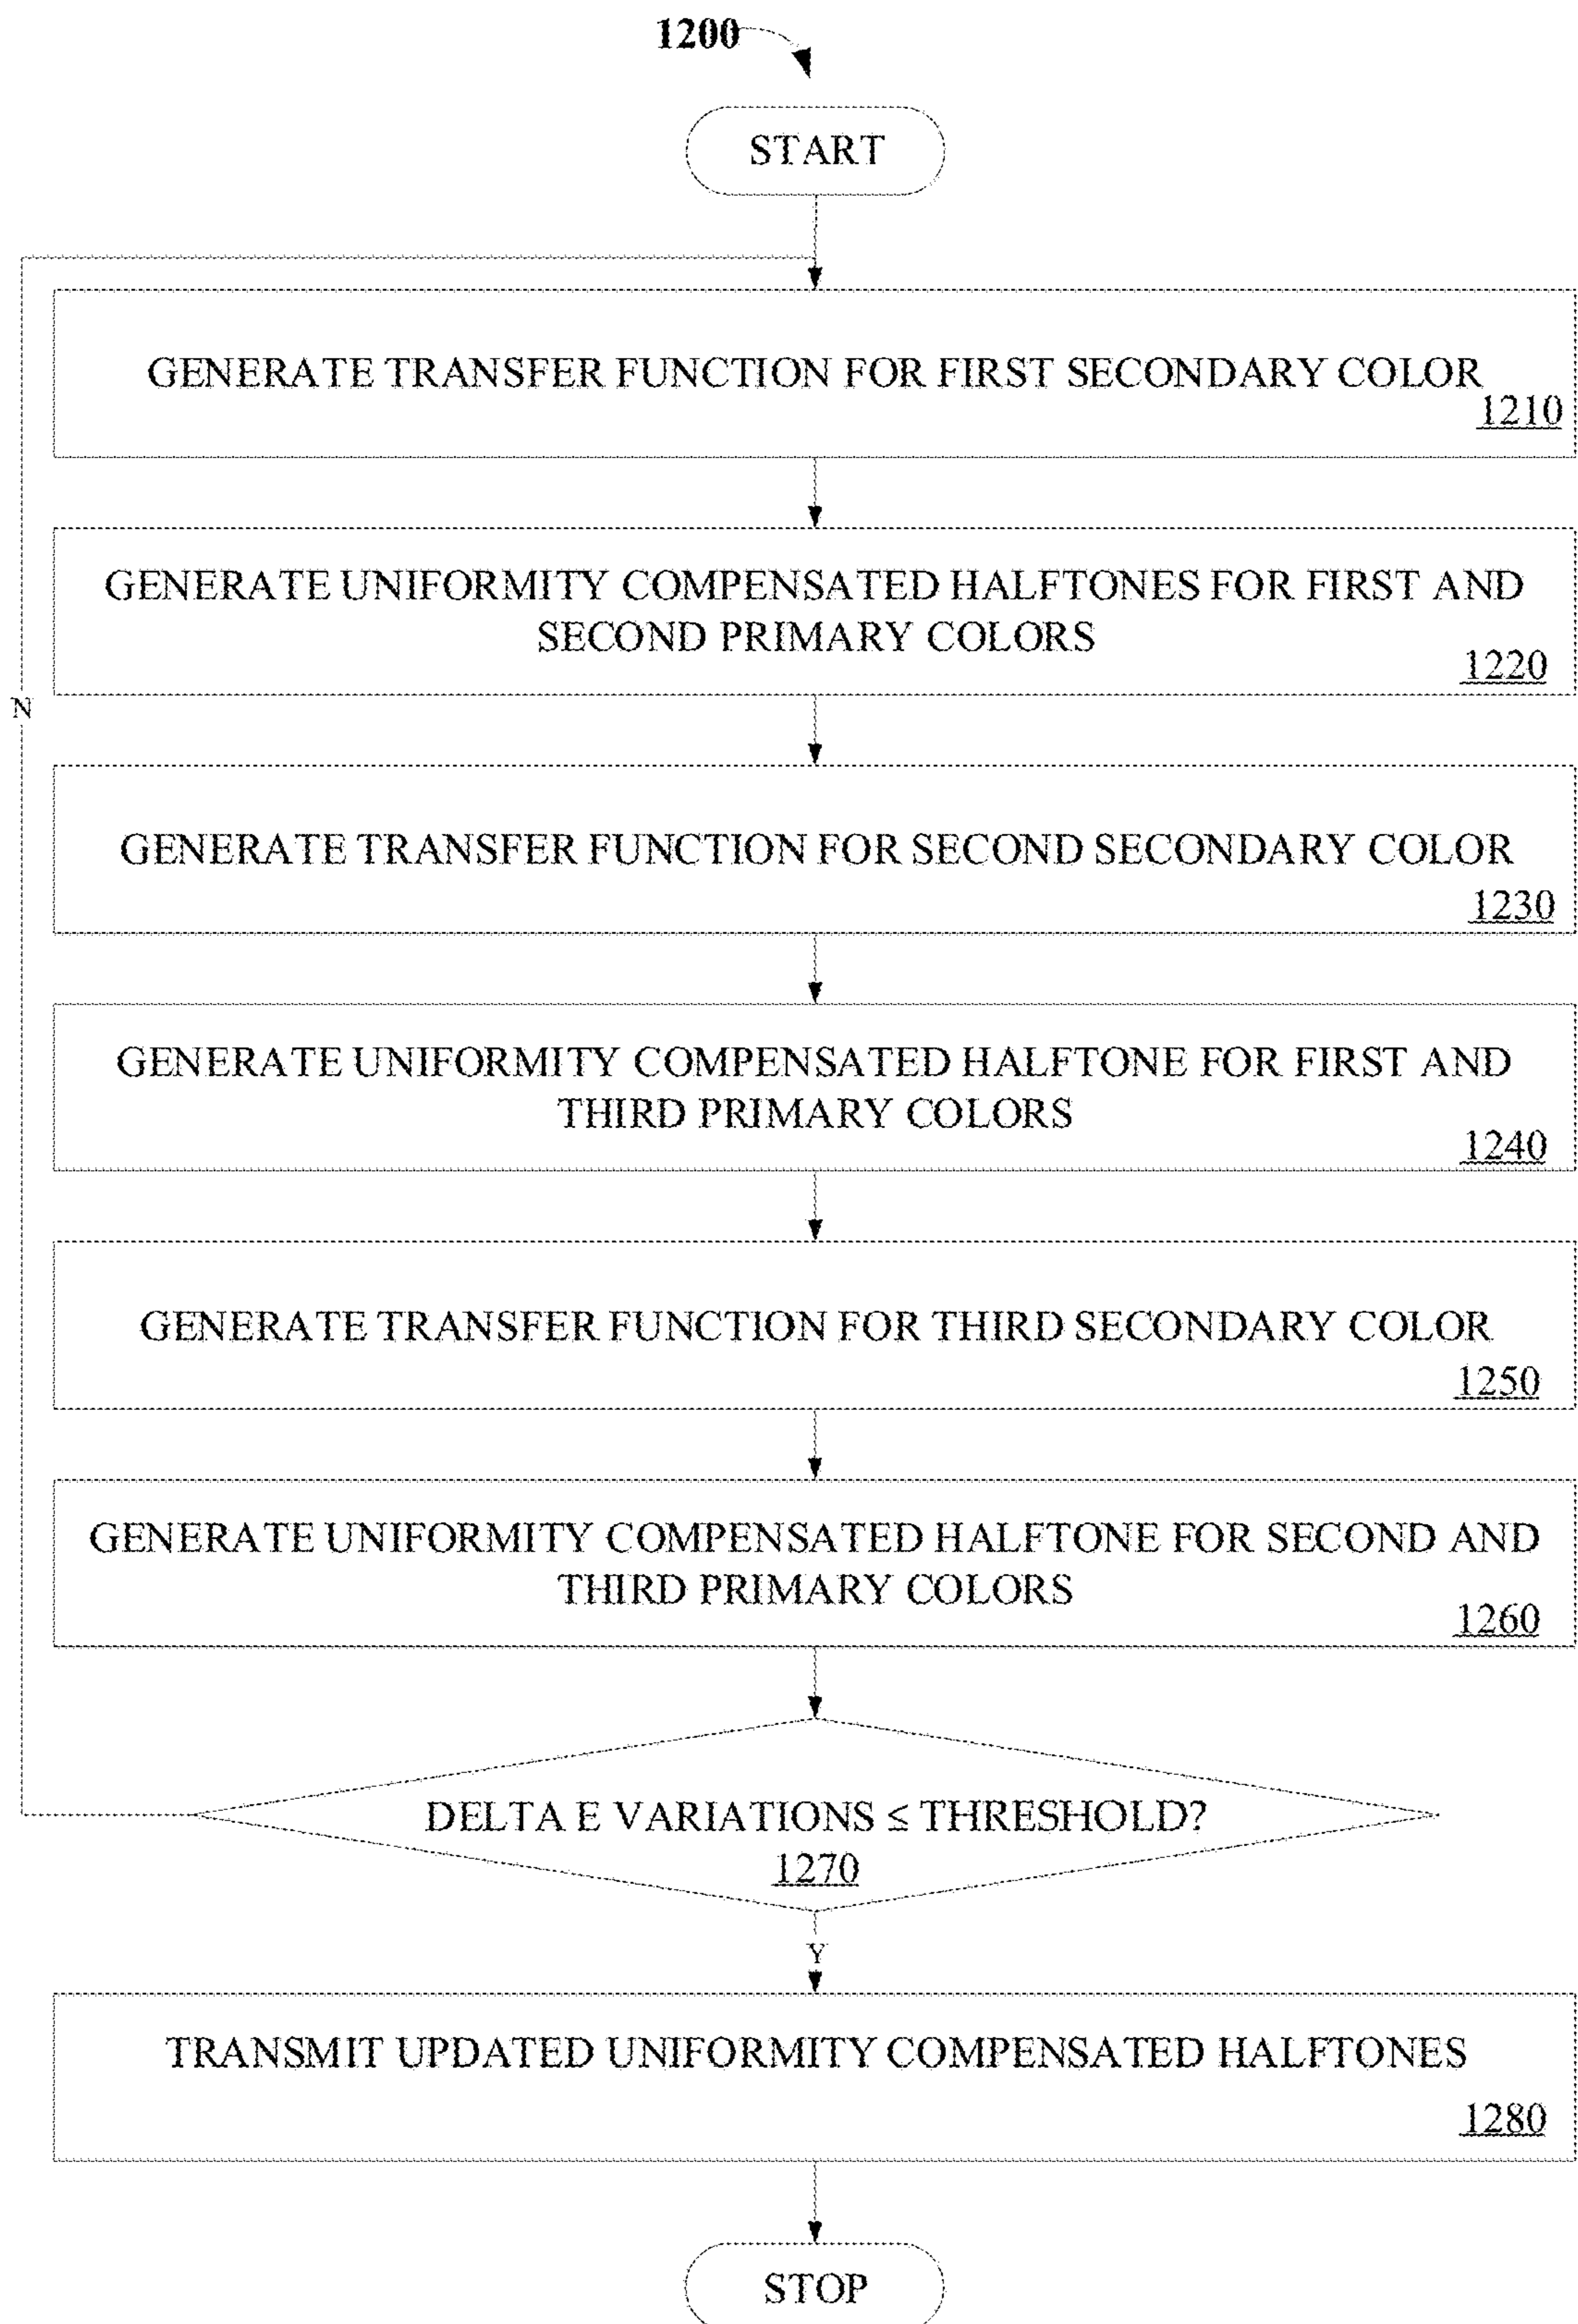 1200
START
GENERATE TRANSFER FUNCTION FOR FIRST SECONDARY COLOR
1210
GENERATE UNIFORMITY COMPENSATED HALFTONES FOR FIRST AND
SECOND PRIMARY COLORS
1220
N
GENERATE TRANSFER FUNCTION FOR SECOND SECONDARY COLOR
1230
GENERATE UNIFORMITY COMPENSATED HALFTONE FOR FIRST AND
THIRD PRIMARY COLORS
1240
GENERATE TRANSFER FUNCTION FOR THIRD SECONDARY COLOR
1250
GENERATE UNIFORMITY COMPENSATED HALFTONE FOR SECOND AND
THIRD PRIMARY COLORS
1260
DELTA E VARIATIONS ≤ THRESHOLD?
1270
Y
TRANSMIT UPDATED UNIFORMITY COMPENSATED HALFTONES
1280
STOP